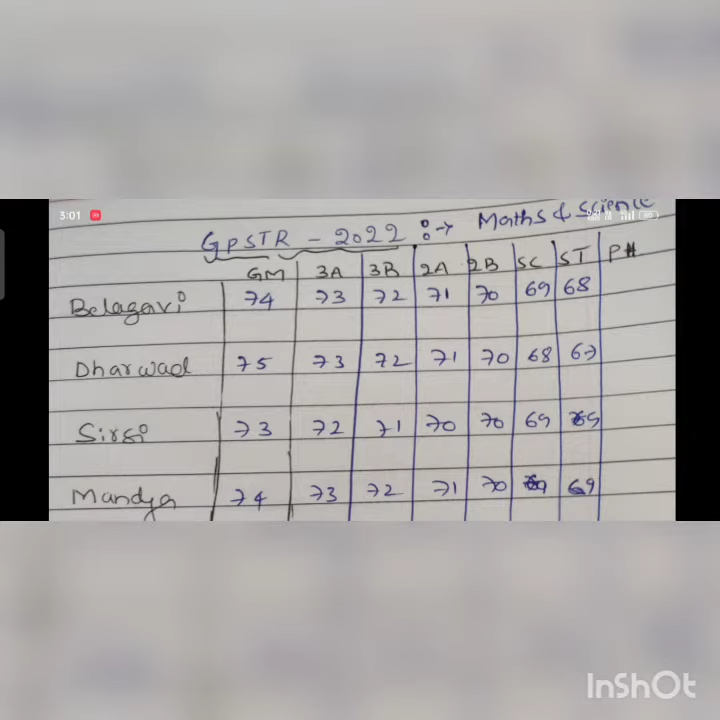 3:01
GPSTR - 2022 :→ Maths & Science
GM 3A 3B 2A 2B SC ST PH
Belagavi 74 73 72 71 70 69 68
Dharwad 75 73 72 71 70 68 67
Sirsi 73 72 71 70 70 69 69
Mandya 74 73 72 71 70 69 69
InShOt